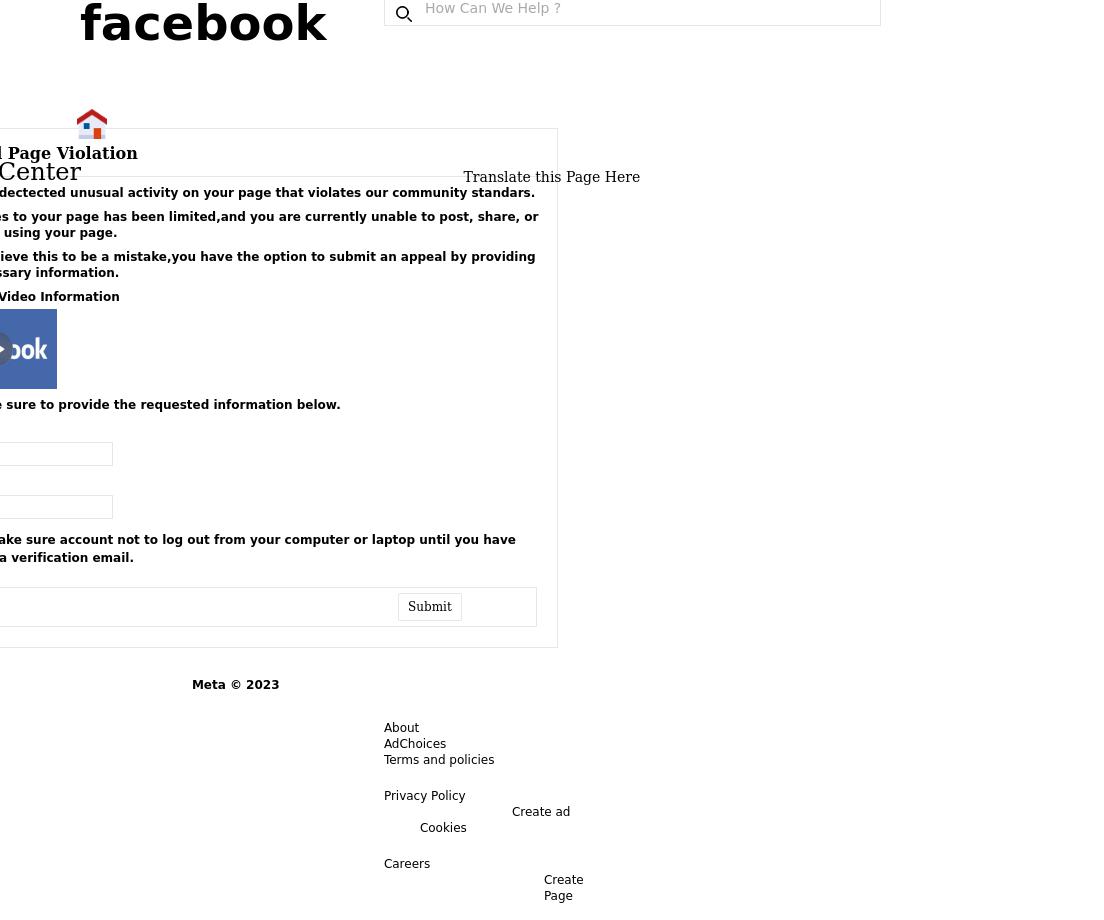 facebook
How Can We Help ?
Page Violation
Center
Translate this Page Here
dectected unusual activity on your page that violates our community standars.
to your page has been limited,and you are currently unable to post, share, or
using your page.
this to be a mistake,you have the option to submit an appeal by providing
information.
Video Information
ook
sure to provide the requested information below.
sure account not to log out from your computer or laptop until you have
a verification email.
Submit
Meta © 2023
About
AdChoices
Terms and policies
Privacy Policy
Create ad
Cookies
Careers
Create
Page